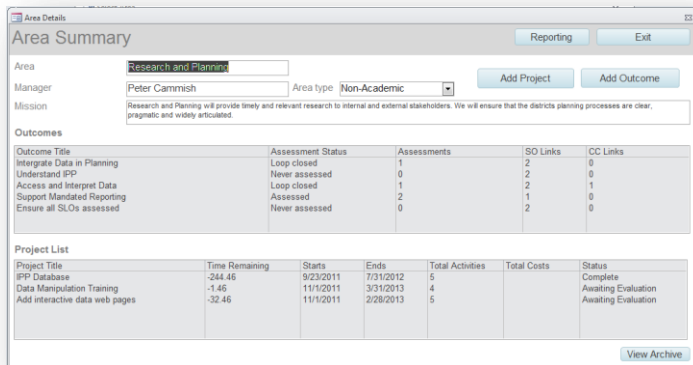 Area Details
Area Summary Reporting Exit
Area Research and Planning
Add Project Add Outcome
Manager Peter Cammish Area type Non-Academic
Mission Research and Planning will provide timely and relevant research to internal and external stakeholders. We will ensure that the districts planning processes are clear,
pragmatic and widely articulated.
Outcomes
Outcome Title Assessment Status Assessments SO Links CC Links
Intergrate Data in Planning Loop closed 1 2 0
Understand IPP Never assessed 0 2 0
Access and Interpret Data Loop closed 1 2 1
Support Mandated Reporting Assessed 2 1 0
Ensure all SLOs assessed Never assessed 0 2 0
Project List
Project Title Time Remaining Starts Ends Total Activities Total Costs Status
IPP Database -244.46 9/23/2011 7/31/2012 5 Complete
Data Manipulation Training -1.46 11/1/2011 3/31/2013 4 Awaiting Evaluation
Add interactive data web pages -32.46 11/1/2011 2/28/2013 5 Awaiting Evaluation
View Archive